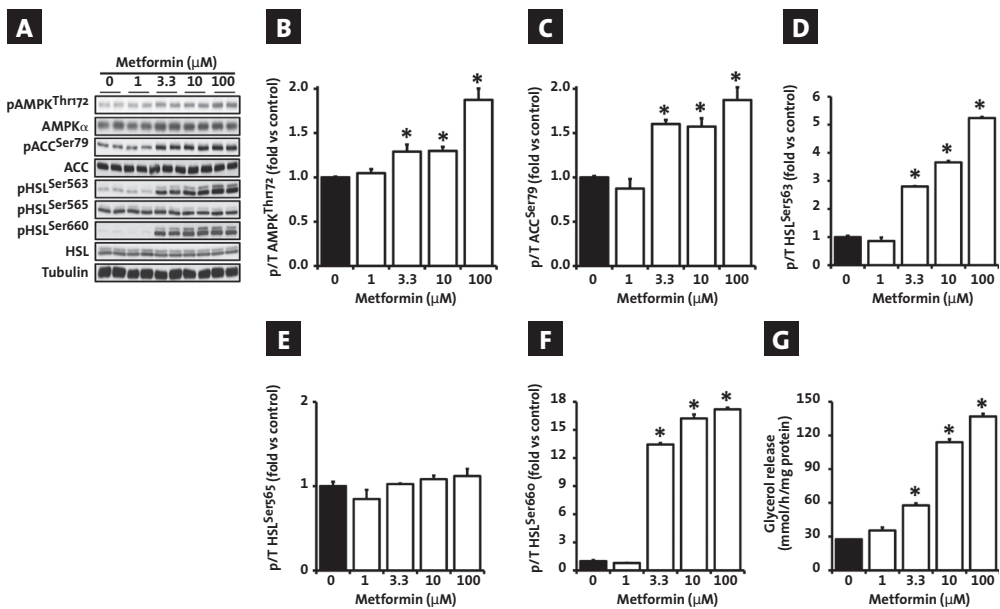 A
Metformin (µM)
0 1 3.3 10 100
pAMPKThr172
AMPKα
pACCSer79
ACC
pHSLSer563
pHSLSer565
pHSLSer660
HSL
Tubulin
B
p/T AMPKThr172 (fold vs control)
2.0
1.5
1.0
0.5
0.0
* * *
0 1 3.3 10 100
Metformin (µM)
C
p/T ACCSer79 (fold vs control)
2.0
1.5
1.0
0.5
0.0
* * *
0 1 3.3 10 100
Metformin (µM)
D
p/T HSLSer563 (fold vs control)
6
5
4
3
2
1
0
* * *
0 1 3.3 10 100
Metformin (µM)
E
p/T HSLSer565 (fold vs control)
2
1
0
0 1 3.3 10 100
Metformin (µM)
F
p/T HSLSer660 (fold vs control)
18
15
12
9
6
3
0
* * *
0 1 3.3 10 100
Metformin (µM)
G
Glycerol release
(mmol/h/mg protein)
150
120
90
60
30
0
* * *
0 1 3.3 10 100
Metformin (µM)